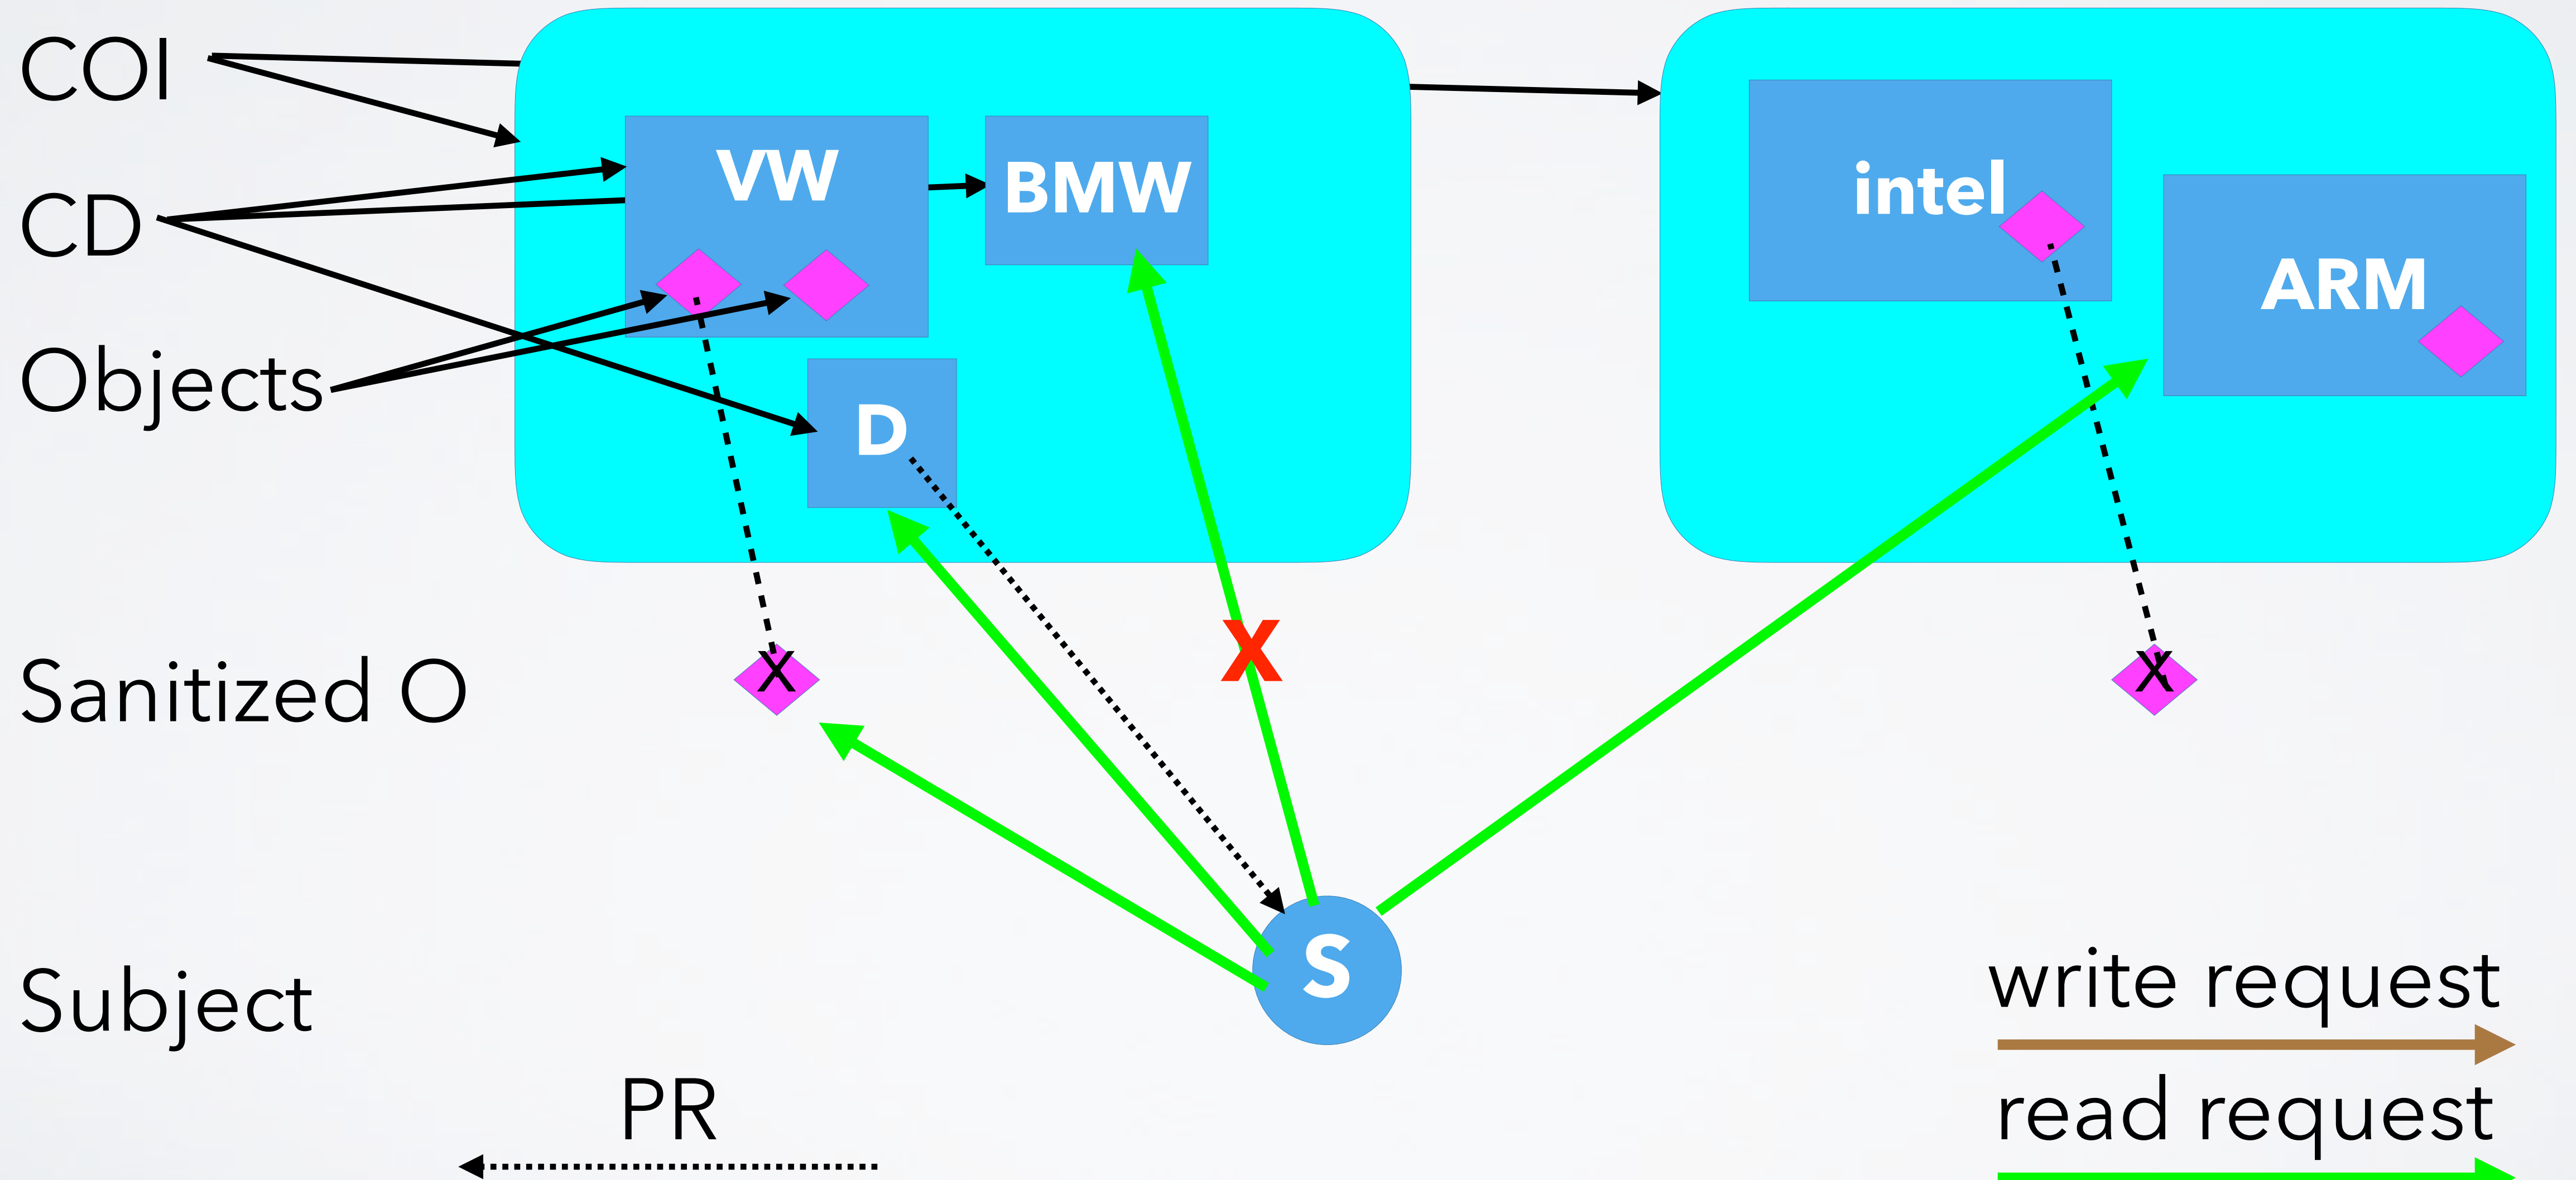 COI
CD
Objects
VW
BMW
D
intel
ARM
Sanitized O
X
X
X
Subject
S
write request
read request
PR